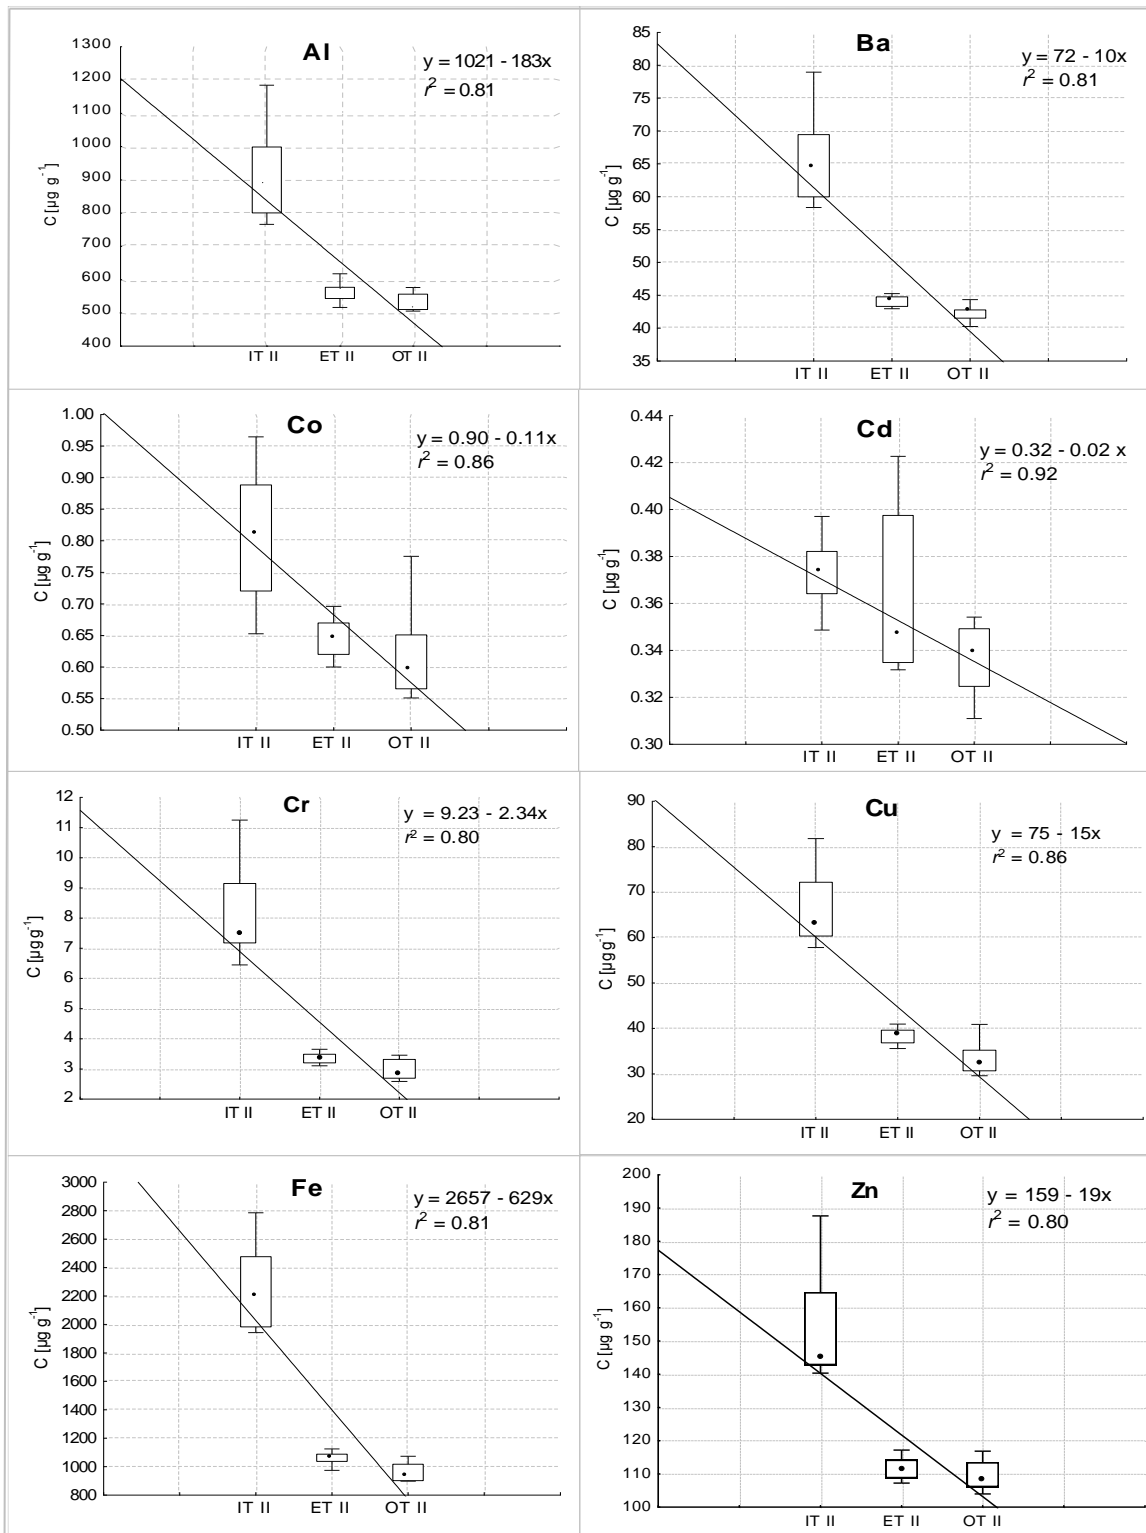 Al
y = 1021 - 183x
r² = 0.81
C [µg g⁻¹]
1300
1200
1100
1000
900
800
700
600
500
400
IT II ET II OT II
Ba
y = 72 - 10x
r² = 0.81
C [µg g⁻¹]
85
80
75
70
65
60
55
50
45
40
35
IT II ET II OT II
Co
y = 0.90 - 0.11x
r² = 0.86
C [µg g⁻¹]
1.00
0.95
0.90
0.85
0.80
0.75
0.70
0.65
0.60
0.55
0.50
IT II ET II OT II
Cd
y = 0.32 - 0.02 x
r² = 0.92
C [µg g⁻¹]
0.44
0.42
0.40
0.38
0.36
0.34
0.32
0.30
IT II ET II OT II
Cr
y = 9.23 - 2.34x
r² = 0.80
C [µg g⁻¹]
12
11
10
9
8
7
6
5
4
3
2
IT II ET II OT II
Cu
y = 75 - 15x
r² = 0.86
C [µg g⁻¹]
90
80
70
60
50
40
30
20
IT II ET II OT II
Fe
y = 2657 - 629x
r² = 0.81
C [µg g⁻¹]
3000
2800
2600
2400
2200
2000
1800
1600
1400
1200
1000
800
IT II ET II OT II
Zn
y = 159 - 19x
r² = 0.80
C [µg g⁻¹]
200
190
180
170
160
150
140
130
120
110
100
IT II ET II OT II